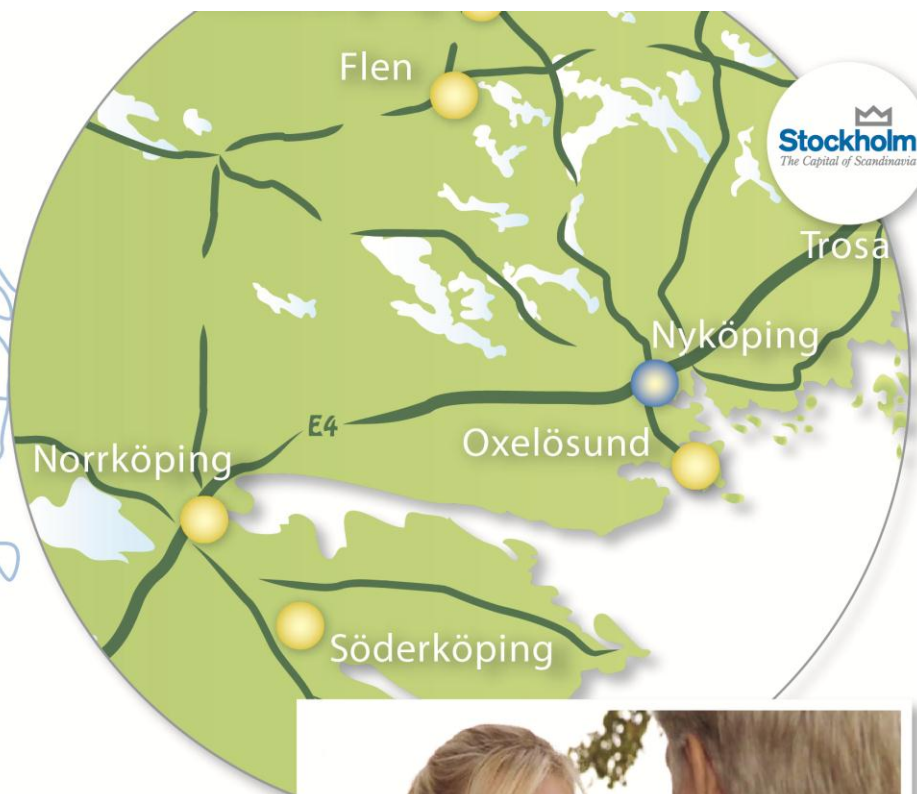 Flen
Stockholm
The Capital of Scandinavia
Trosa
Nyköping
E4
Oxelösund
Norrköping
Söderköping